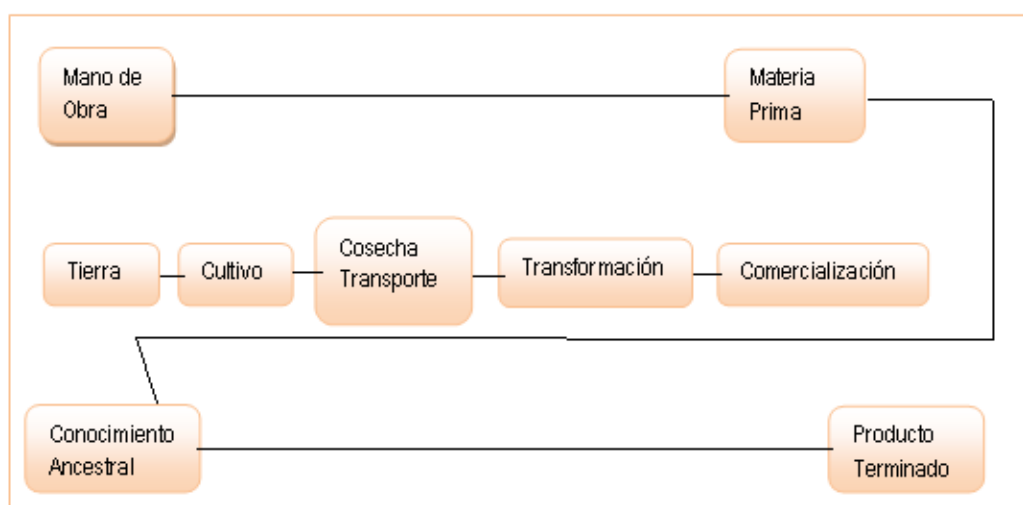 Mano de
Obra
Materia
Prima
Tierra
Cultivo
Cosecha
Transporte
Transformación
Comercialización
Conocimiento
Ancestral
Producto
Terminado